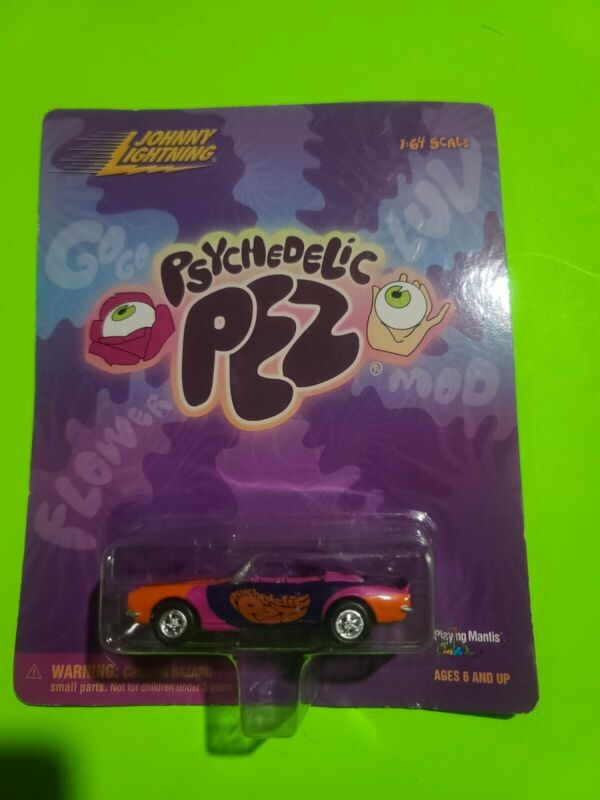 JOHNNY
LIGHTNING
1:64 SCALE
GO GO
LUV
PSYCHEDELIC
PEZ
®
MOD
FLOWER
PSYCHEDELIC
PEZ
Playing Mantis
⚠ WARNING: CHOKING HAZARD
small parts. Not for children under 3 years
AGES 6 AND UP